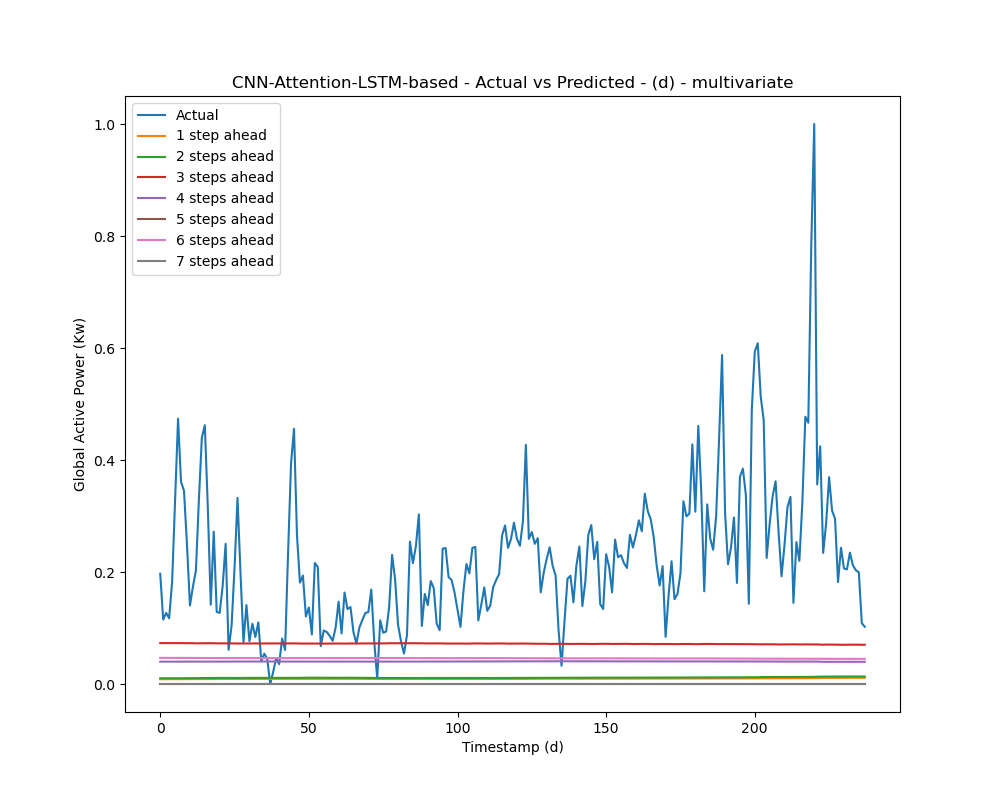 CNN-Attention-LSTM-based - Actual vs Predicted - (d) - multivariate
Actual
1 step ahead
2 steps ahead
3 steps ahead
4 steps ahead
5 steps ahead
6 steps ahead
7 steps ahead
1.0
0.8
0.6
0.4
0.2
0.0
Global Active Power (Kw)
0 50 100 150 200
Timestamp (d)